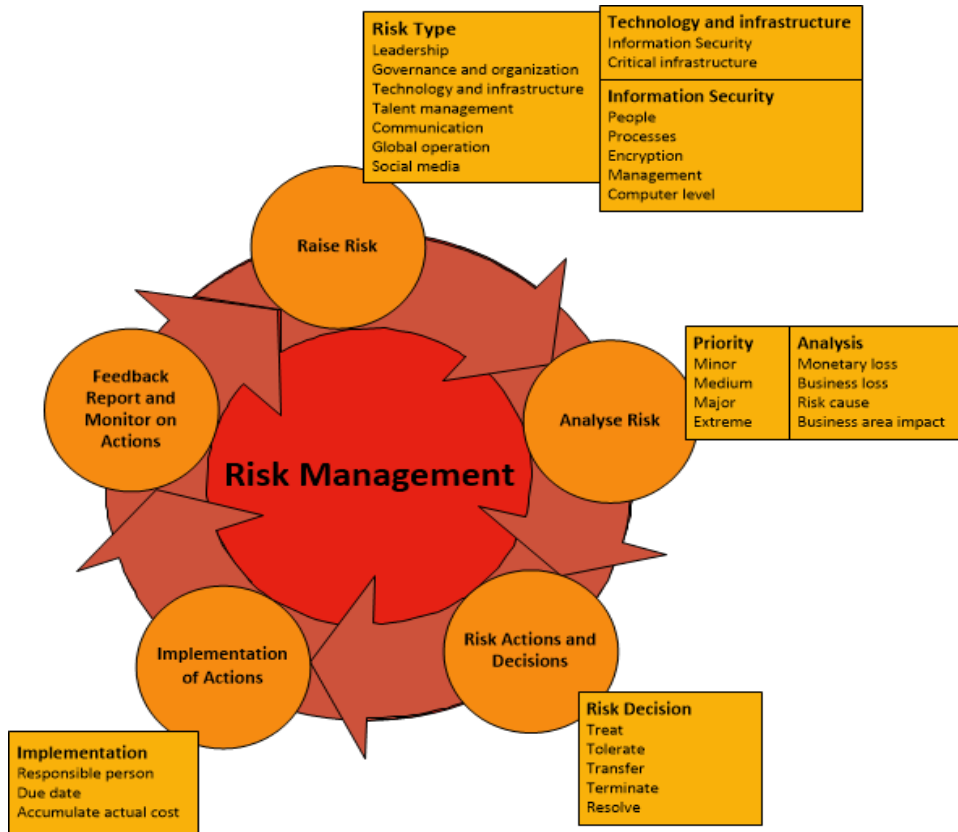 Risk Type
Leadership
Governance and organization
Technology and infrastructure
Talent management
Communication
Global operation
Social media
Technology and infrastructure
Information Security
Critical infrastructure
Information Security
People
Processes
Encryption
Management
Computer level
Raise Risk
Priority
Minor
Medium
Major
Extreme
Analysis
Monetary loss
Business loss
Risk cause
Business area impact
Analyse Risk
Feedback
Report and
Monitor on
Actions
Risk Management
Risk Actions and
Decisions
Implementation
of Actions
Risk Decision
Treat
Tolerate
Transfer
Terminate
Resolve
Implementation
Responsible person
Due date
Accumulate actual cost